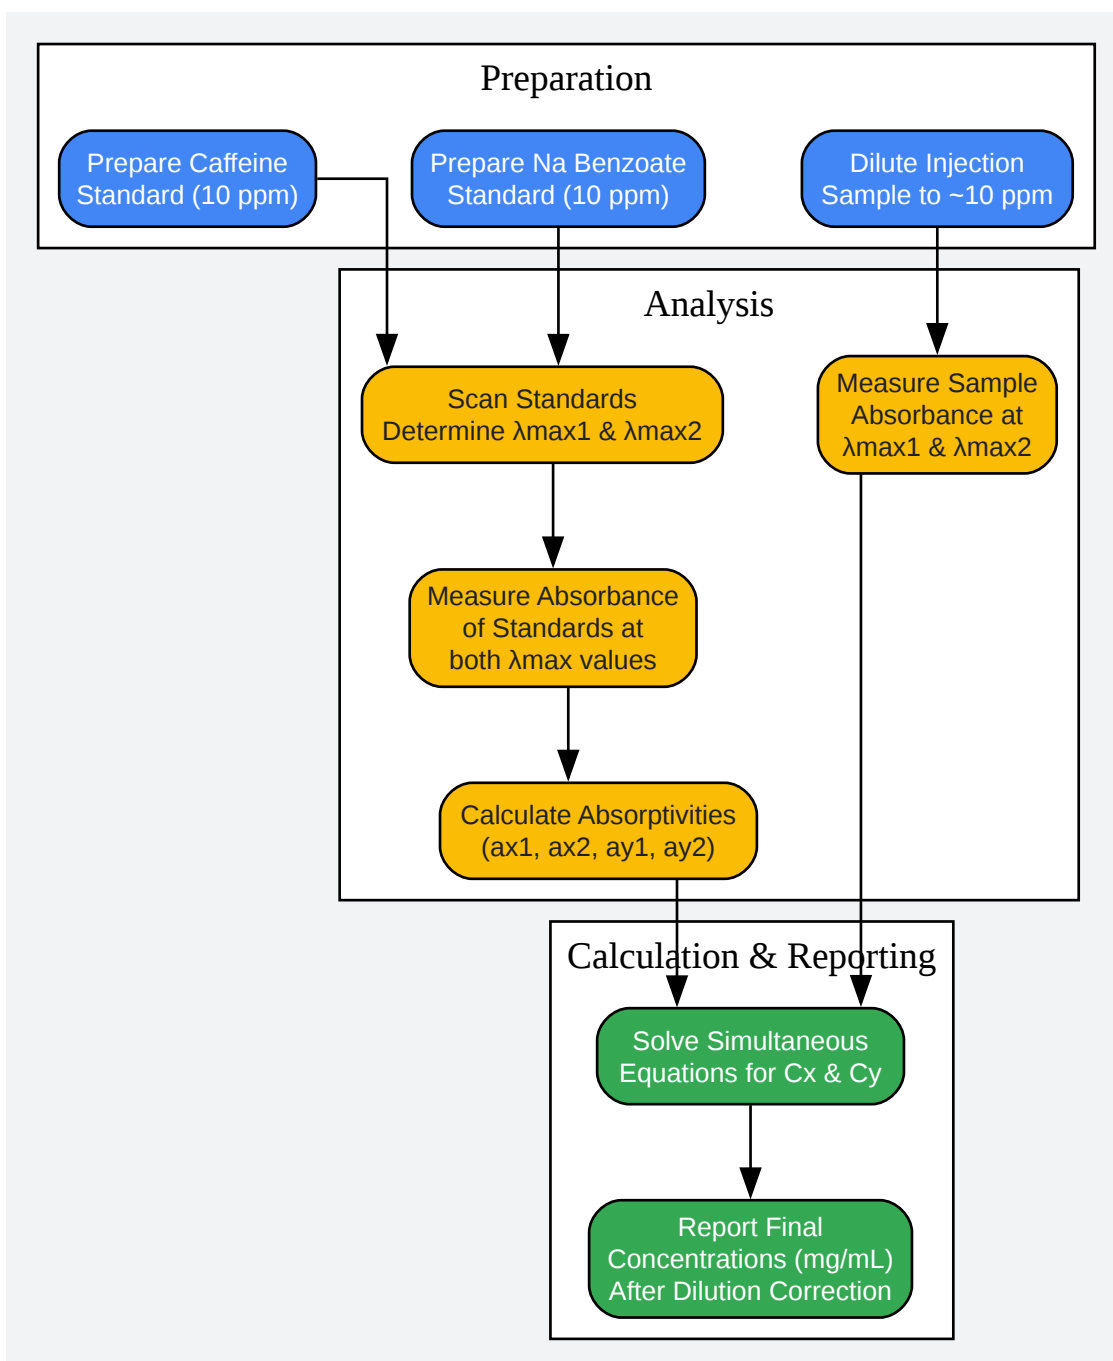 Preparation
Prepare Caffeine
Standard (10 ppm)
Prepare Na Benzoate
Standard (10 ppm)
Dilute Injection
Sample to ~10 ppm
Analysis
Scan Standards
Determine λmax1 & λmax2
Measure Sample
Absorbance at
λmax1 & λmax2
Measure Absorbance
of Standards at
both λmax values
Calculate Absorptivities
(ax1, ax2, ay1, ay2)
Calculation & Reporting
Solve Simultaneous
Equations for Cx & Cy
Report Final
Concentrations (mg/mL)
After Dilution Correction